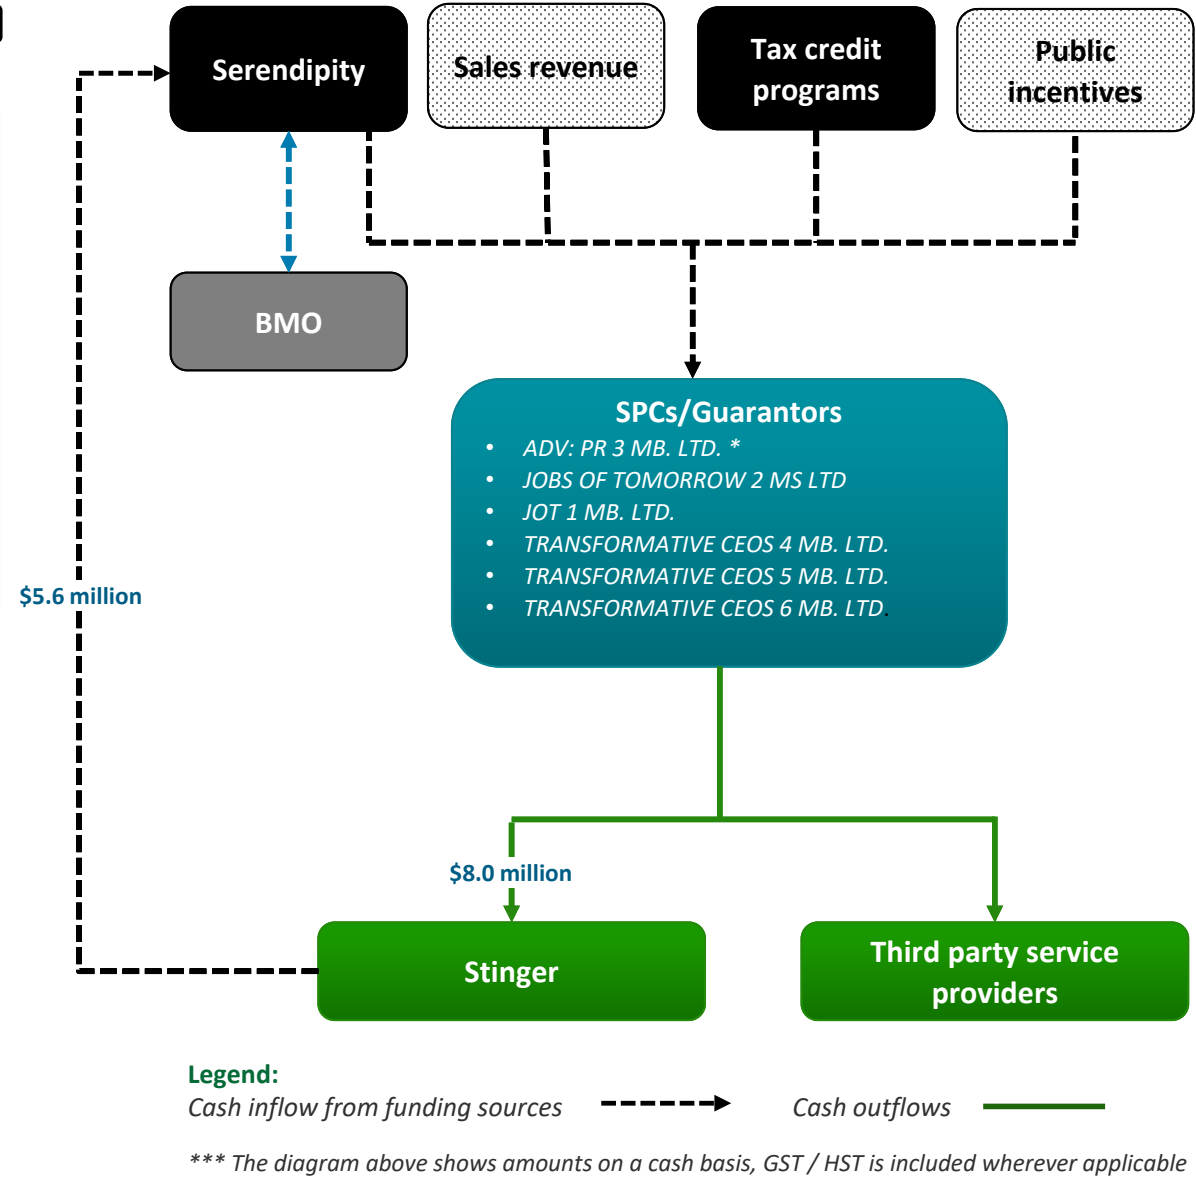 Serendipity
Sales revenue
Tax credit
programs
Public
incentives
BMO
SPCs/Guarantors
• ADV: PR 3 MB. LTD. *
• JOBS OF TOMORROW 2 MS LTD
• JOT 1 MB. LTD.
• TRANSFORMATIVE CEOS 4 MB. LTD.
• TRANSFORMATIVE CEOS 5 MB. LTD.
• TRANSFORMATIVE CEOS 6 MB. LTD.
$5.6 million
$8.0 million
Stinger
Third party service
providers
Legend:
Cash inflow from funding sources
Cash outflows
*** The diagram above shows amounts on a cash basis, GST / HST is included wherever applicable